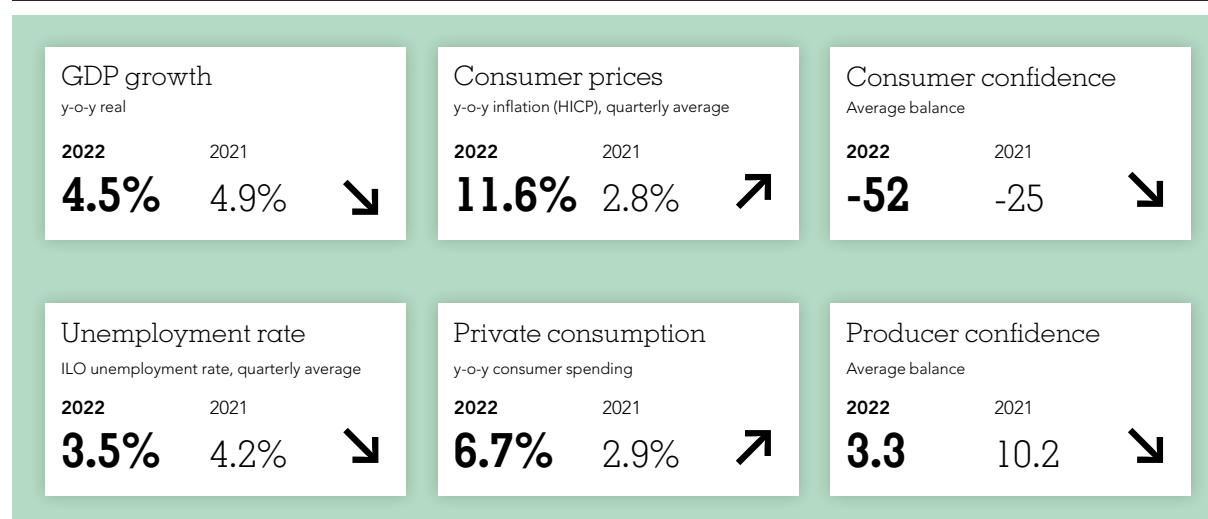 GDP growth
y-o-y real
2022 2021
4.5% 4.9%
Consumer prices
y-o-y inflation (HICP), quarterly average
2022 2021
11.6% 2.8%
Consumer confidence
Average balance
2022 2021
-52 -25
Unemployment rate
ILO unemployment rate, quarterly average
2022 2021
3.5% 4.2%
Private consumption
y-o-y consumer spending
2022 2021
6.7% 2.9%
Producer confidence
Average balance
2022 2021
3.3 10.2